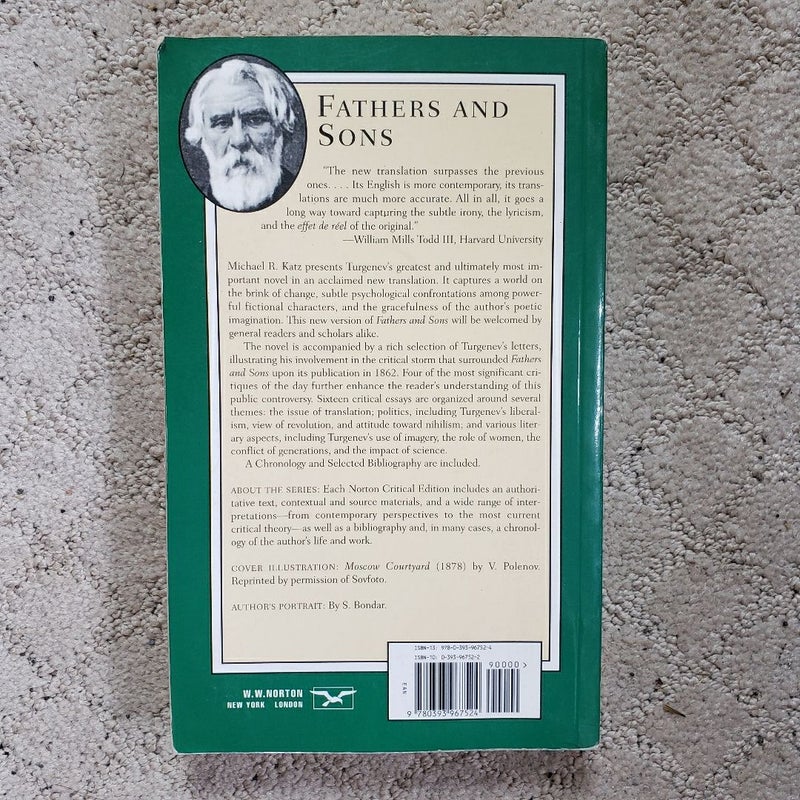 FATHERS AND
SONS
"The new translation surpasses the previous
ones. . . . Its English is more contemporary, its trans-
lations are much more accurate. All in all, it goes a
long way toward capturing the subtle irony, the lyricism,
and the effet de réel of the original."
—William Mills Todd III, Harvard University
Michael R. Katz presents Turgenev's greatest and ultimately most im-
portant novel in an acclaimed new translation. It captures a world on
the brink of change, subtle psychological confrontations among power-
ful fictional characters, and the gracefulness of the author's poetic
imagination. This new version of Fathers and Sons will be welcomed by
general readers and scholars alike.
The novel is accompanied by a rich selection of Turgenev's letters,
illustrating his involvement in the critical storm that surrounded Fathers
and Sons upon its publication in 1862. Four of the most significant cri-
tiques of the day further enhance the reader's understanding of this
public controversy. Sixteen critical essays are organized around several
themes: the issue of translation; politics, including Turgenev's liberal-
ism, view of revolution, and attitude toward nihilism; and various liter-
ary aspects, including Turgenev's use of imagery, the role of women, the
conflict of generations, and the impact of science.
A Chronology and Selected Bibliography are included.
ABOUT THE SERIES: Each Norton Critical Edition includes an authori-
tative text, contextual and source materials, and a wide range of inter-
pretations—from contemporary perspectives to the most current
critical theory—as well as a bibliography and, in many cases, a chronol-
ogy of the author's life and work.
COVER ILLUSTRATION: Moscow Courtyard (1878) by V. Polenov.
Reprinted by permission of Sovfoto.
AUTHOR'S PORTRAIT: By S. Bondar.
ISBN-13: 978-0-393-96752-4
ISBN-10: 0-393-96752-2
90000>
EAN
9 780393 967524
W.W.NORTON
NEW YORK LONDON